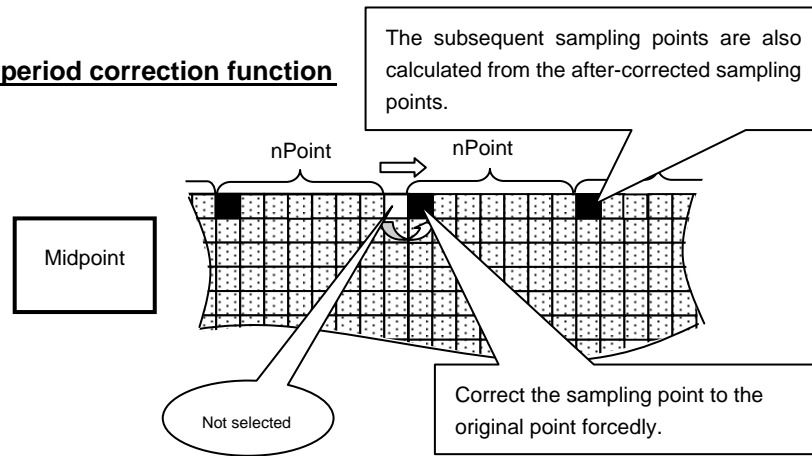 period correction function
The subsequent sampling points are also
calculated from the after-corrected sampling
points.
nPoint
nPoint
Midpoint
Not selected
Correct the sampling point to the
original point forcedly.